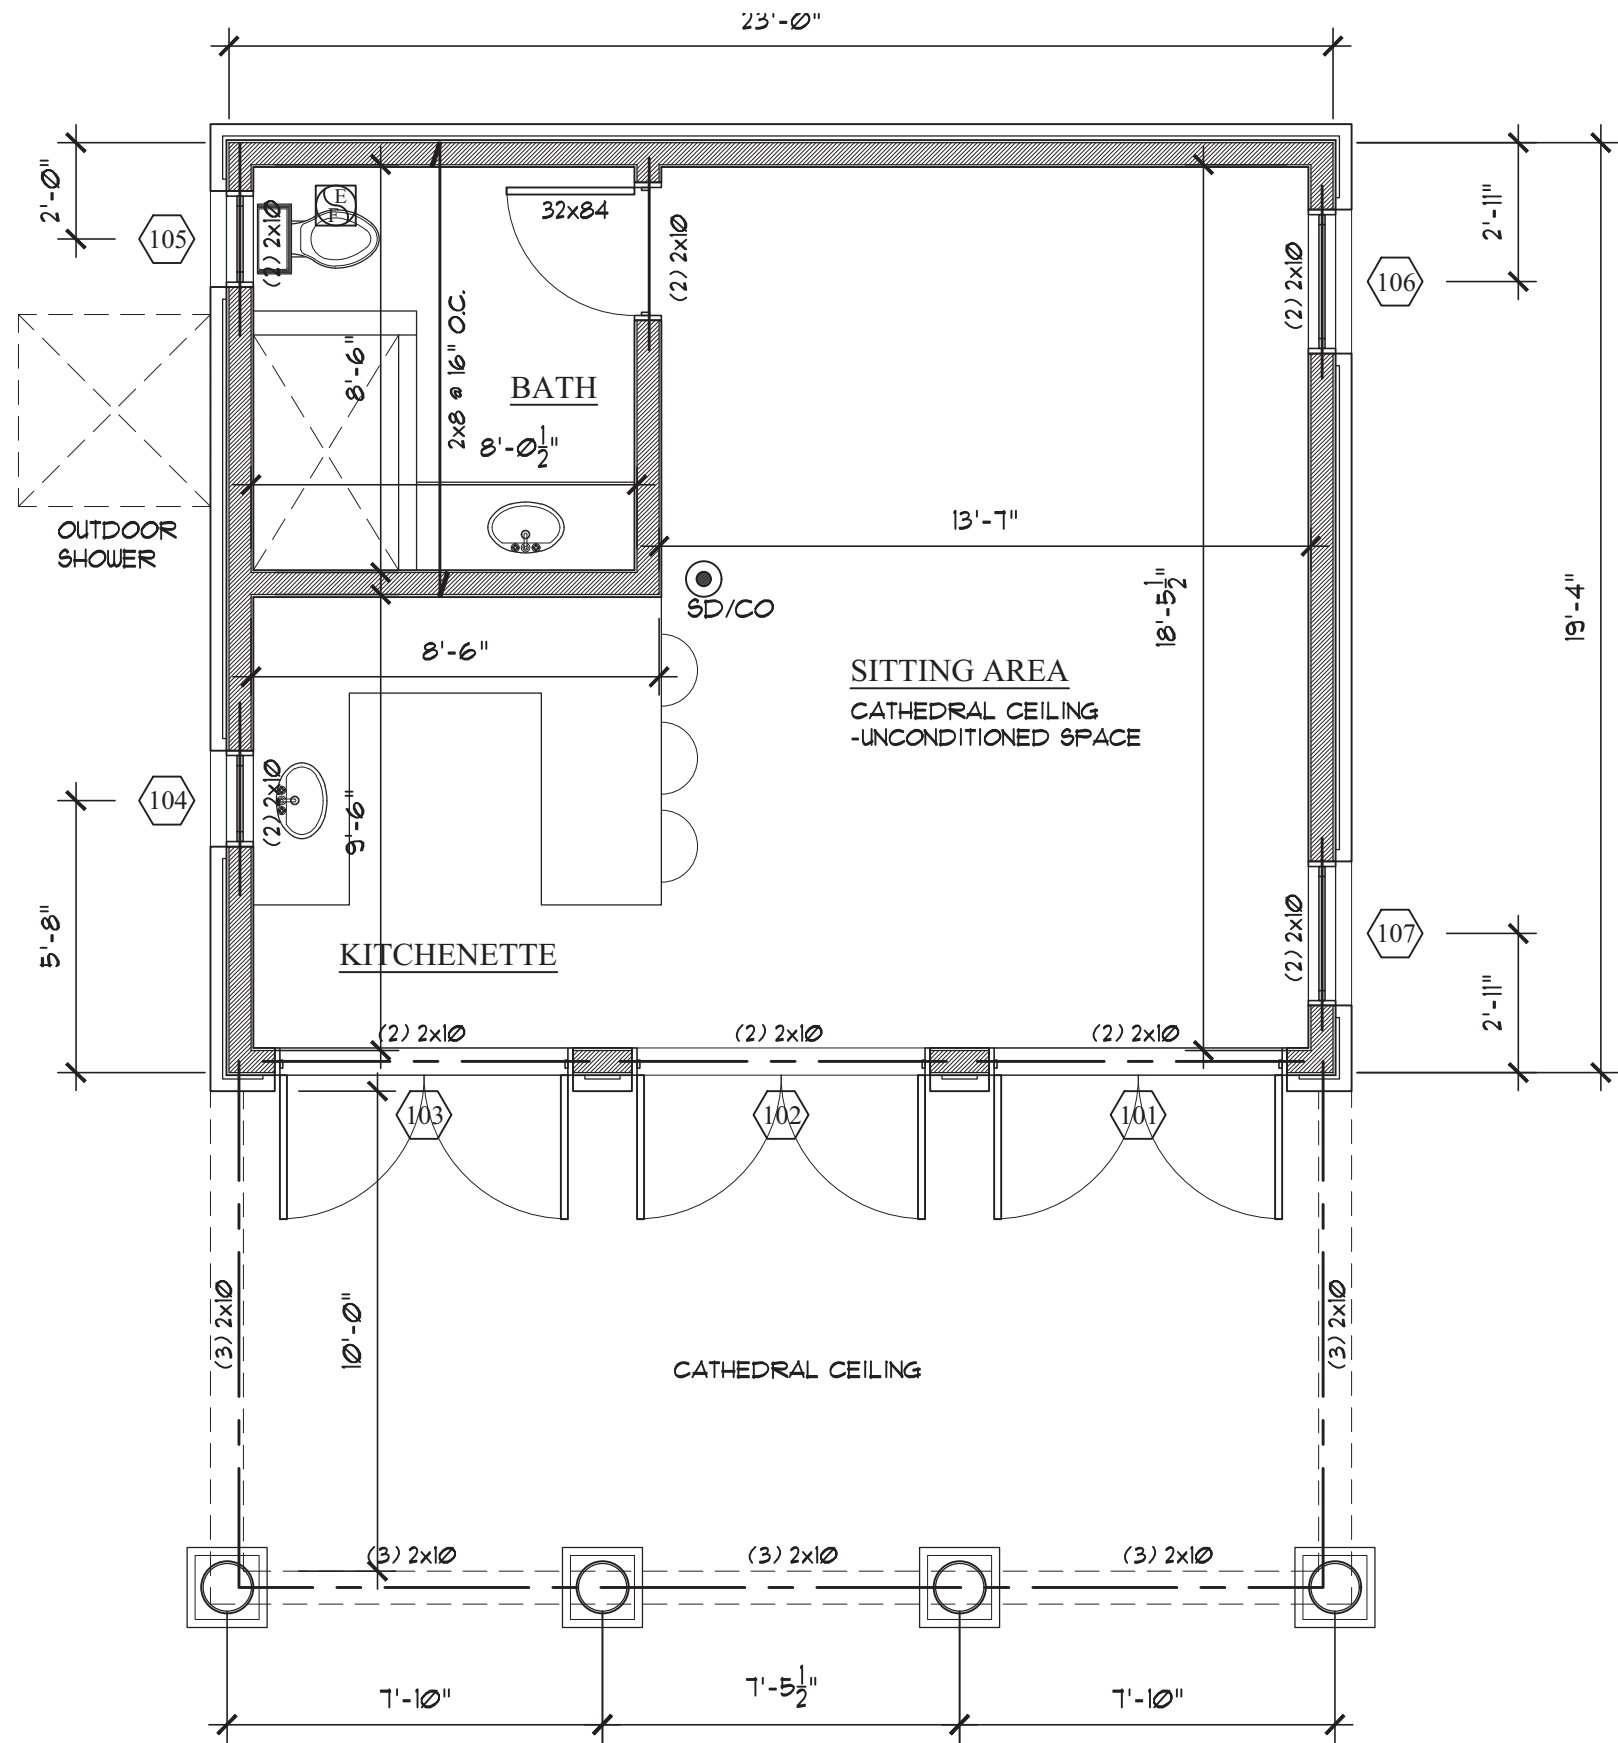 23'-0"
2'-0"
105
(2) 2x10
E
F
32x84
(2) 2x10
(2) 2x10
106
2'-11"
8'-6"
2x8 @ 16" O.C.
BATH
8'-0 1/2"
OUTDOOR
SHOWER
13'-7"
SD/CO
18'-5 1/2"
19'-4"
8'-6"
SITTING AREA
CATHEDRAL CEILING
-UNCONDITIONED SPACE
104
(2) 2x10
9'-6"
5'-8"
KITCHENETTE
(2) 2x10
107
2'-11"
(2) 2x10
(2) 2x10
(2) 2x10
103
102
101
(3) 2x10
10'-0"
CATHEDRAL CEILING
(3) 2x10
(3) 2x10
(3) 2x10
(3) 2x10
7'-10"
7'-5 1/2"
7'-10"